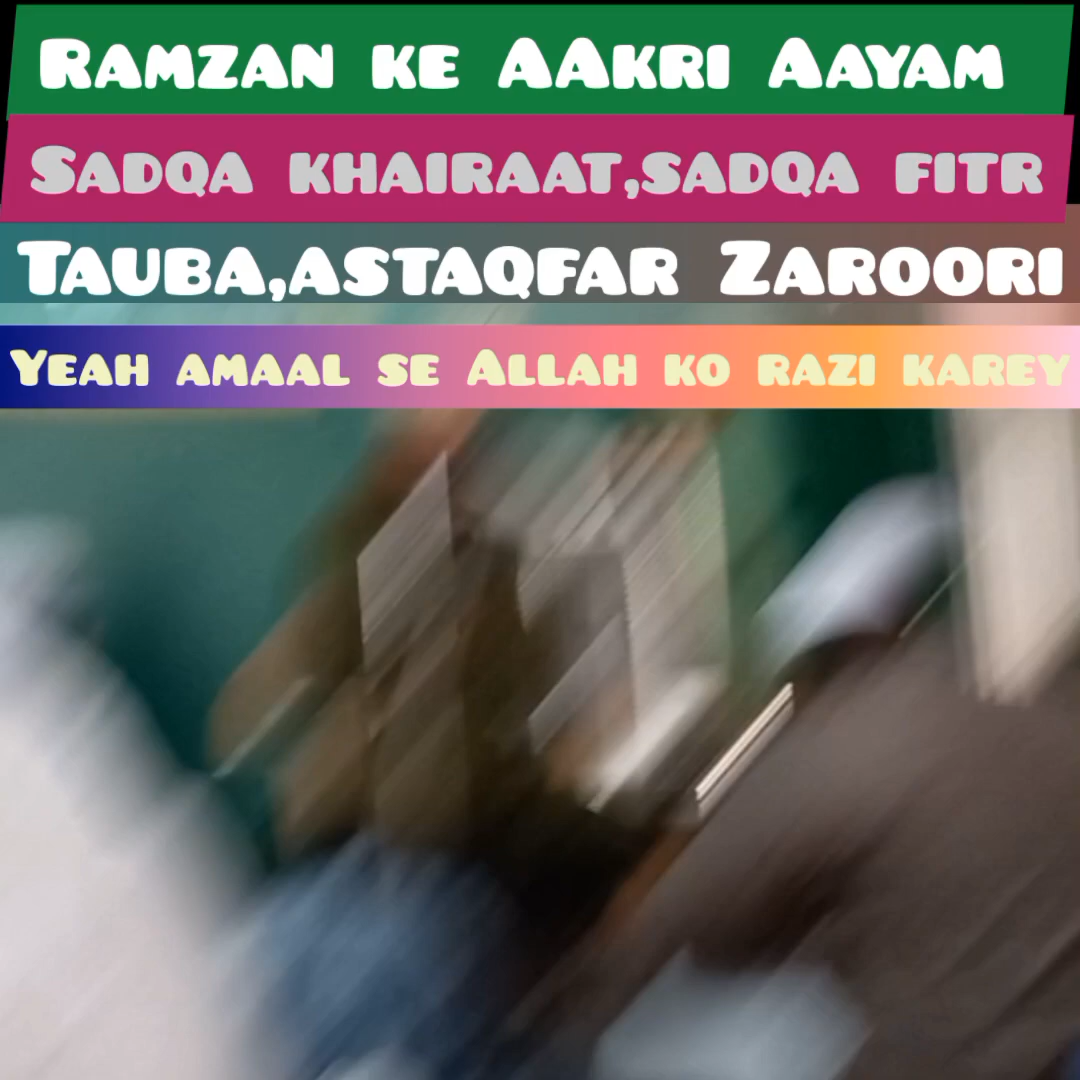 Ramzan ke aakri Aayam
Sadqa khairaat,sadqa fitr
Tauba,astaqfar Zaroori
Yeah amaal se Allah ko razi karey